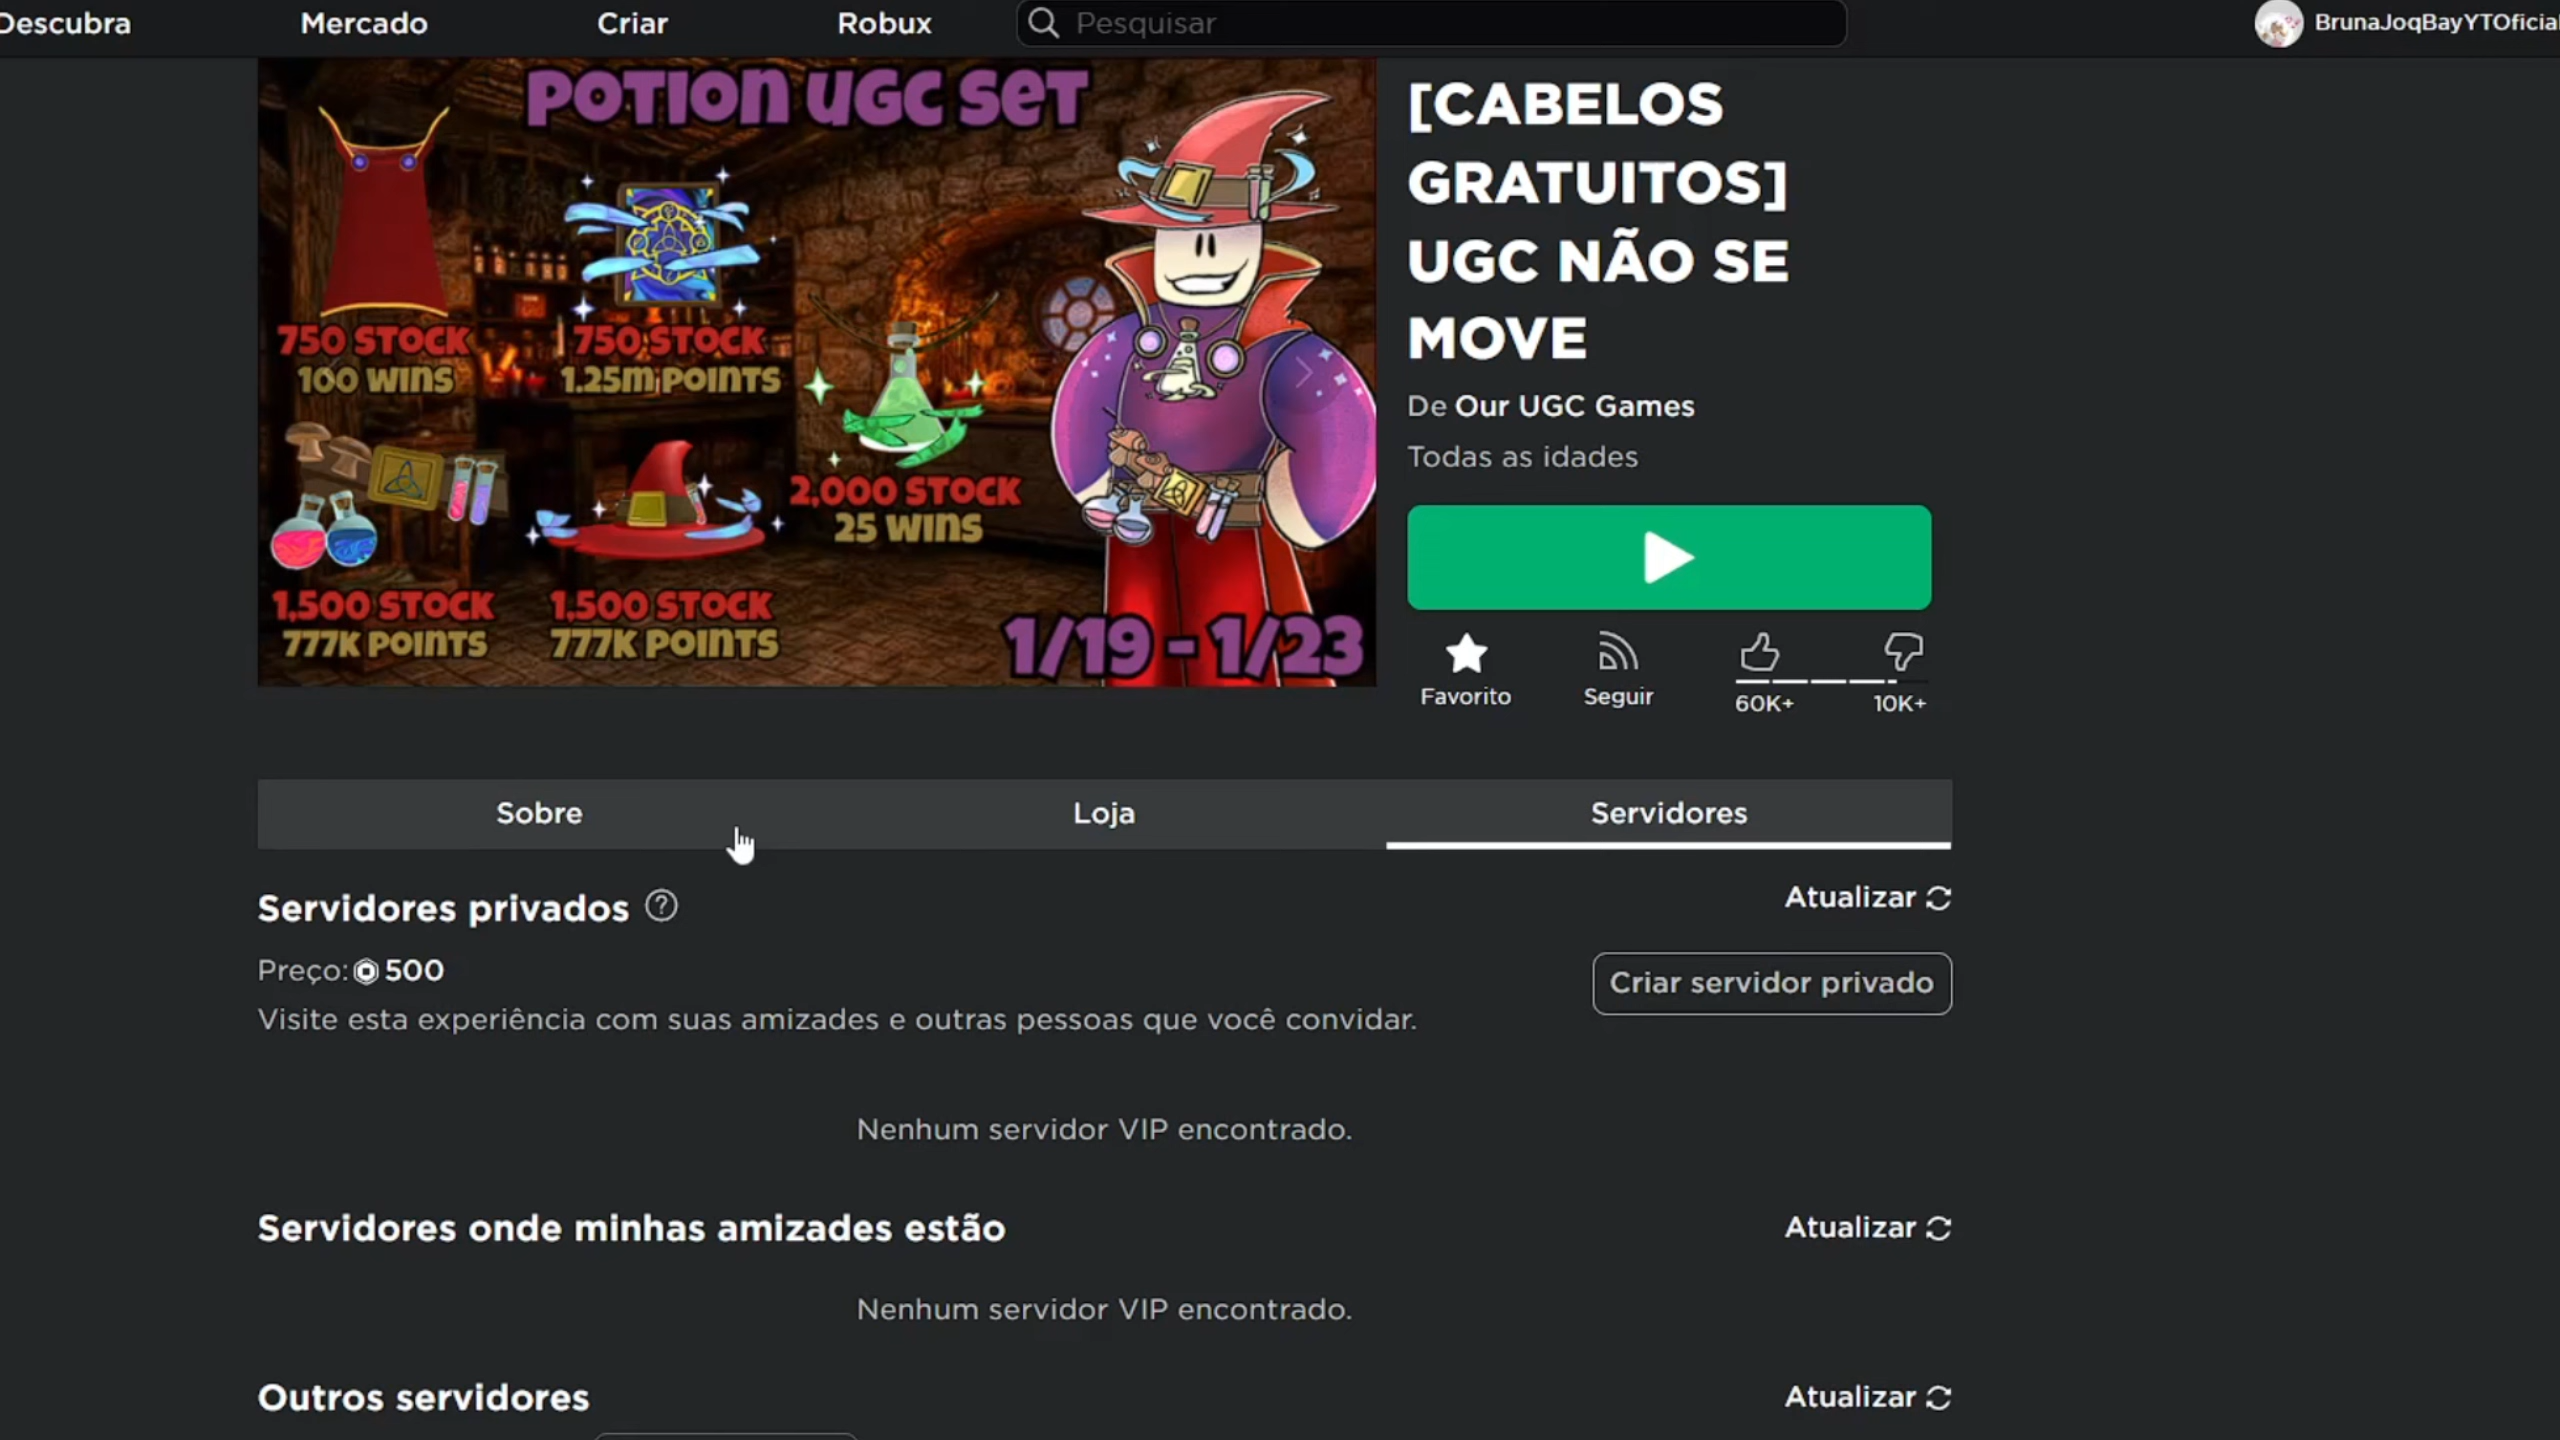 Descubra
Mercado
Criar
Robux
Pesquisar
BrunaJoqBayYTOficial
POTION UGC SET
750 STOCK
100 WINS
750 STOCK
1.25M POINTS
2,000 STOCK
25 WINS
1,500 STOCK
777K POINTS
1,500 STOCK
777K POINTS
1/19 - 1/23
[CABELOS
GRATUITOS]
UGC NÃO SE
MOVE
De Our UGC Games
Todas as idades
Favorito
Seguir
60K+
10K+
Sobre
Loja
Servidores
Servidores privados
Atualizar
Preço: 500
Criar servidor privado
Visite esta experiência com suas amizades e outras pessoas que você convidar.
Nenhum servidor VIP encontrado.
Servidores onde minhas amizades estão
Atualizar
Nenhum servidor VIP encontrado.
Outros servidores
Atualizar